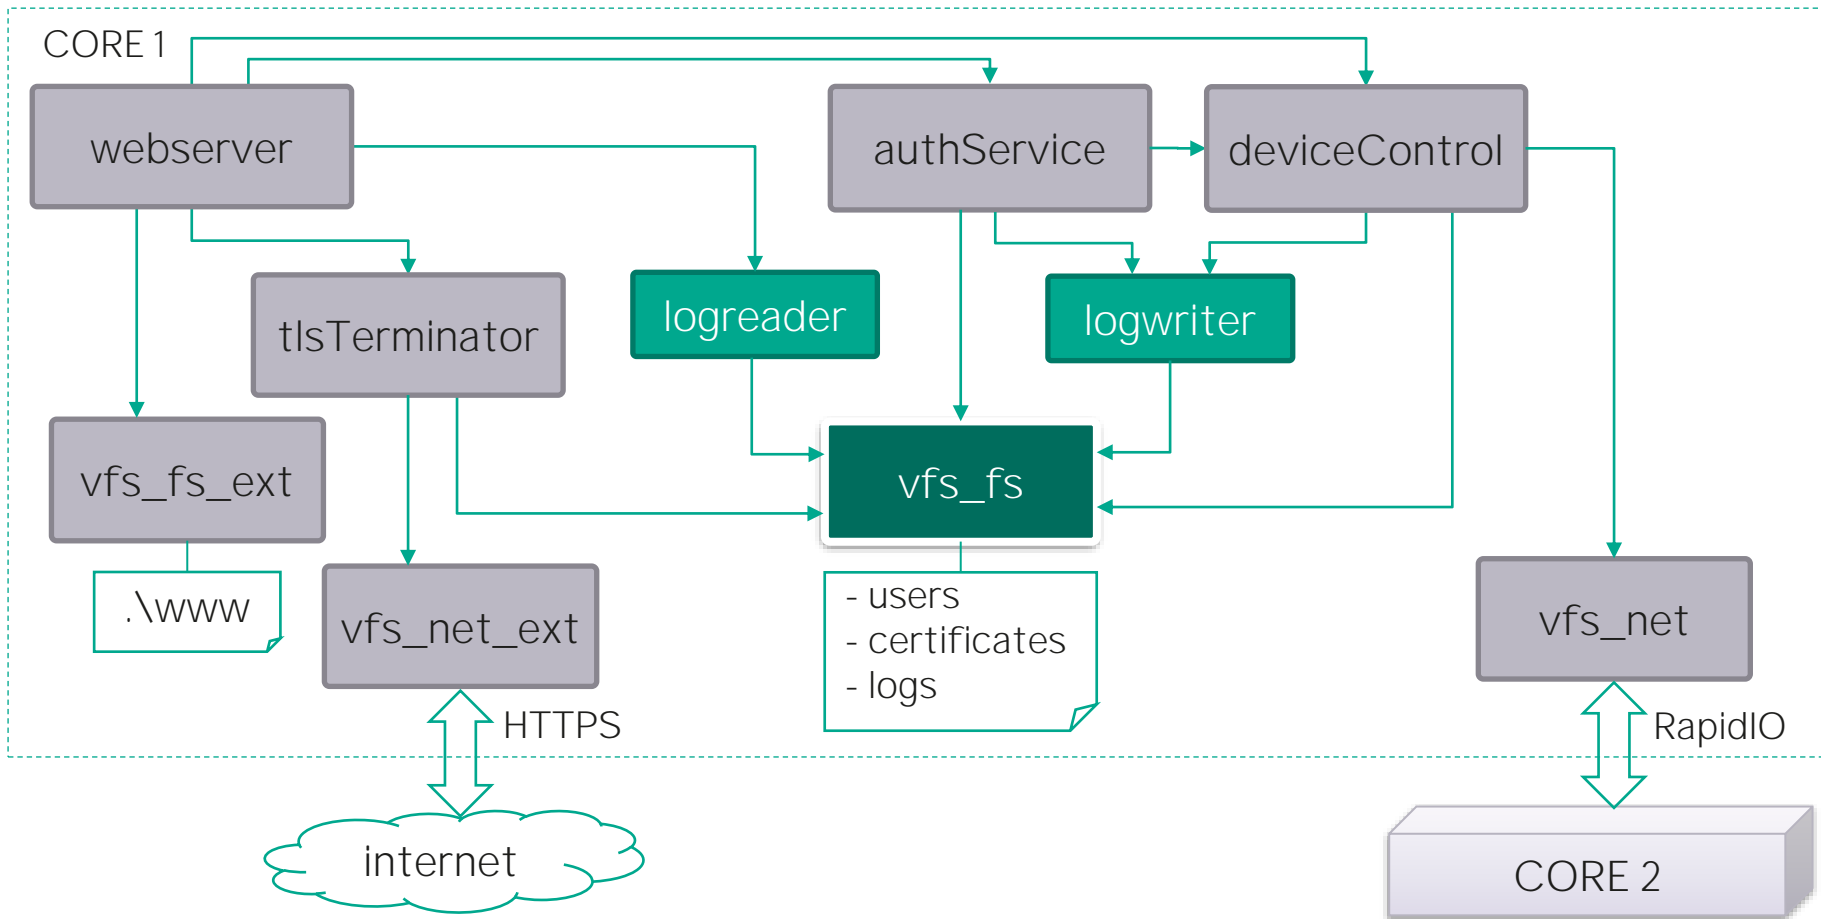 CORE 1
webserver
authService
deviceControl
logreader
logwriter
tlsTerminator
vfs_fs_ext
vfs_fs
.\www
- users
- certificates
- logs
vfs_net_ext
vfs_net
HTTPS
RapidIO
internet
CORE 2